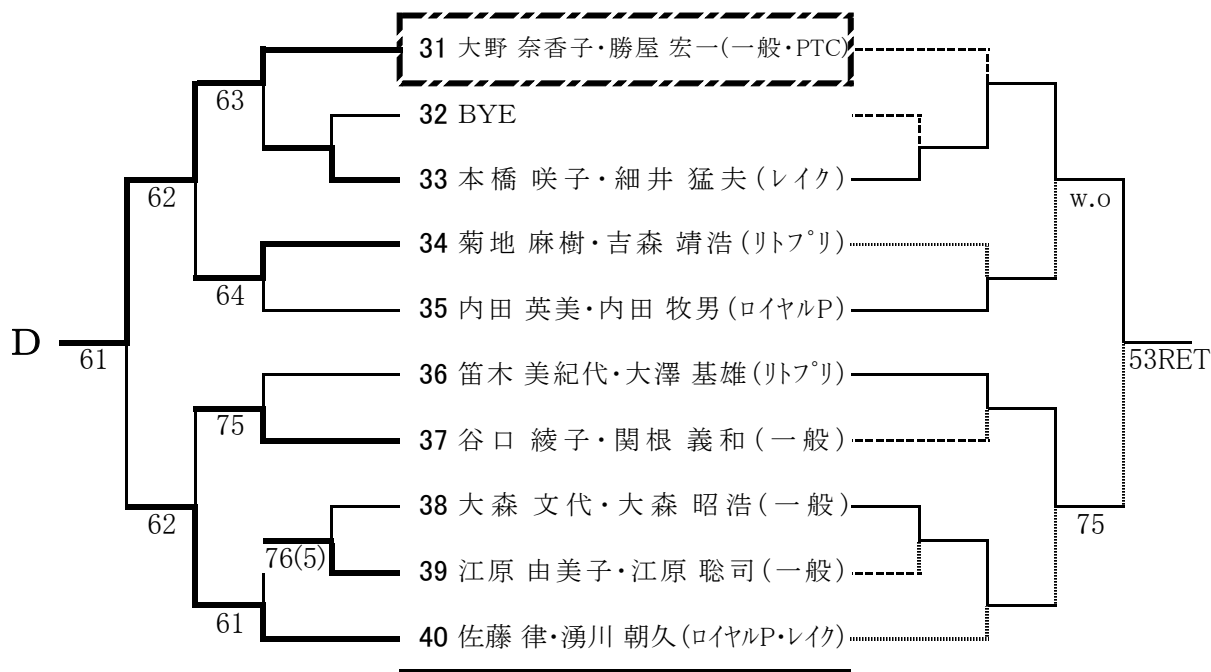 31 大野 奈香子・勝屋 宏一(一般・PTC)
63
32 BYE
33 本橋 咲子・細井 猛夫(レイク)
62
w.o
34 菊地 麻樹・吉森 靖浩(リトプリ)
64
35 内田 英美・内田 牧男(ロイヤルP)
D
61
53RET
36 笛木 美紀代・大澤 基雄(リトプリ)
75
37 谷口 綾子・関根 義和(一般)
38 大森 文代・大森 昭浩(一般)
62
75
76(5)
39 江原 由美子・江原 聡司(一般)
61
40 佐藤 律・湧川 朝久(ロイヤルP・レイク)